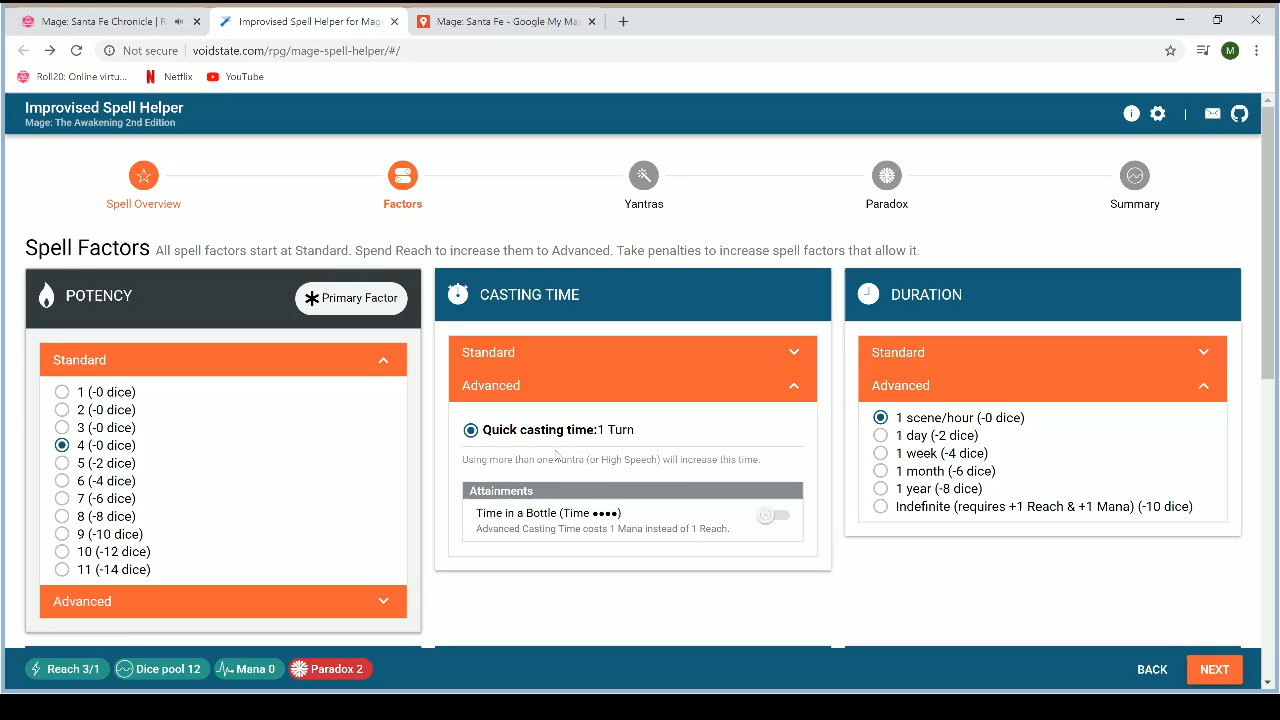 Mage: Santa Fe Chronicle | R
Improvised Spell Helper for Mag
Mage: Santa Fe - Google My Ma
Not secure
voidstate.com/rpg/mage-spell-helper/#/
M
Roll20: Online virtu...
Netflix
YouTube
Improvised Spell Helper
Mage: The Awakening 2nd Edition
Spell Overview
Factors
Yantras
Paradox
Summary
Spell Factors All spell factors start at Standard. Spend Reach to increase them to Advanced. Take penalties to increase spell factors that allow it.
POTENCY
Primary Factor
Standard
1 (-0 dice)
2 (-0 dice)
3 (-0 dice)
4 (-0 dice)
5 (-2 dice)
6 (-4 dice)
7 (-6 dice)
8 (-8 dice)
9 (-10 dice)
10 (-12 dice)
11 (-14 dice)
Advanced
CASTING TIME
Standard
Advanced
Quick casting time:1 Turn
Using more than one Yantra (or High Speech) will increase this time.
Attainments
Time in a Bottle (Time ●●●●)
Advanced Casting Time costs 1 Mana instead of 1 Reach.
DURATION
Standard
Advanced
1 scene/hour (-0 dice)
1 day (-2 dice)
1 week (-4 dice)
1 month (-6 dice)
1 year (-8 dice)
Indefinite (requires +1 Reach & +1 Mana) (-10 dice)
Reach 3/1
Dice pool 12
Mana 0
Paradox 2
BACK
NEXT